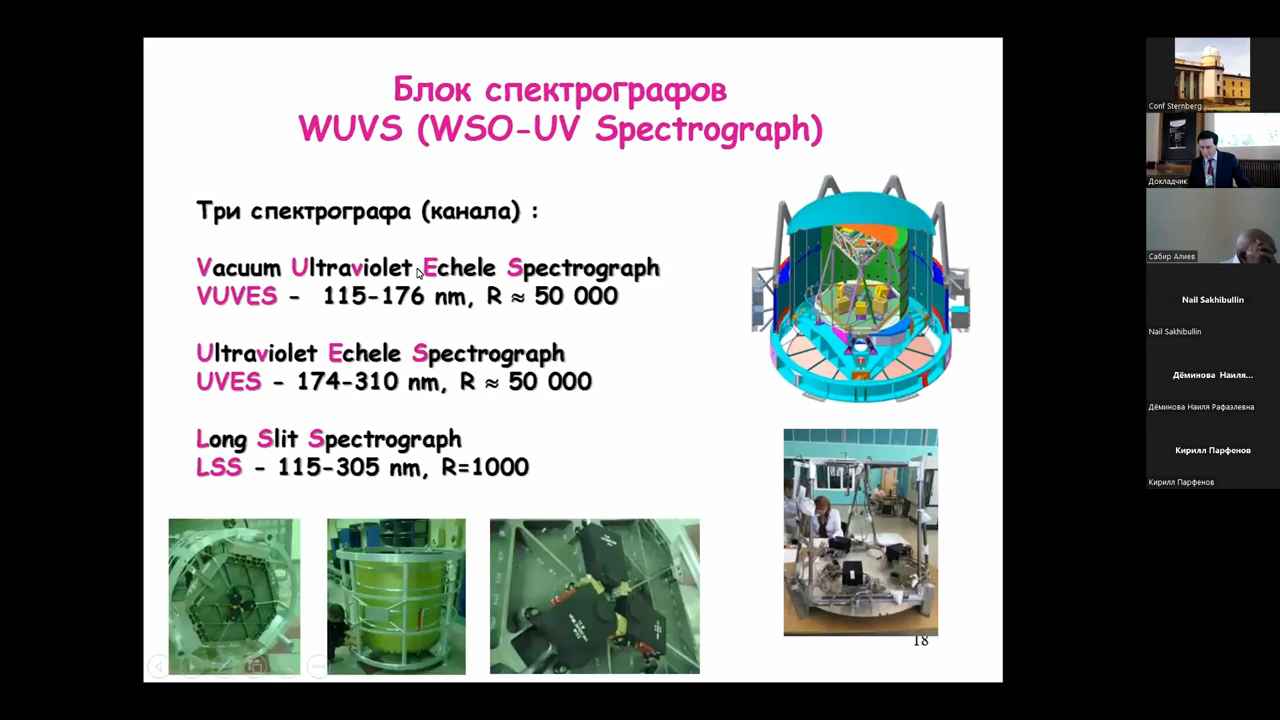 Блок спектрографов
WUVS (WSO-UV Spectrograph)
Три спектрографа (канала) :
Vacuum Ultraviolet Echele Spectrograph
VUVES - 115-176 nm, R ≈ 50 000
Ultraviolet Echele Spectrograph
UVES - 174-310 nm, R ≈ 50 000
Long Slit Spectrograph
LSS - 115-305 nm, R=1000
18
Conf Sternberg
Докладчик
Сабир Алиев
Nail Sakhibullin
Nail Sakhibullin
Дёминова Наиля...
Дёминова Наиля Рафаэлевна
Кирилл Парфенов
Кирилл Парфенов